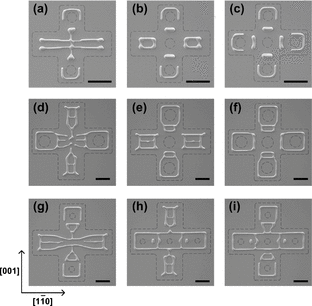 (a) (b) (c)
(d) (e) (f)
(g) (h) (i)
[001]
[11̅0]